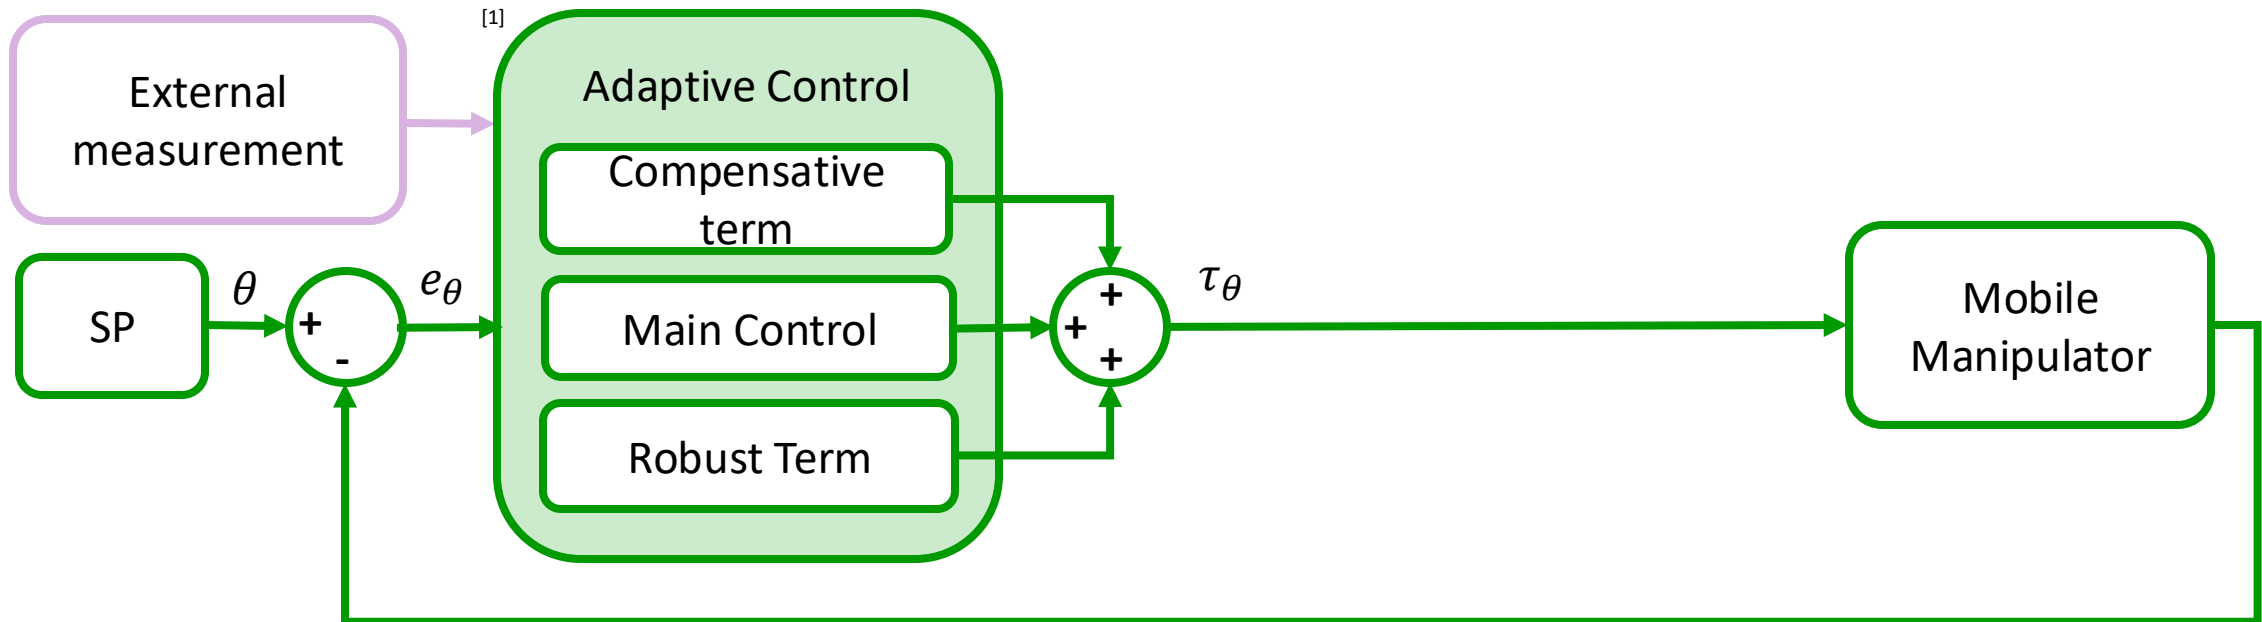 [1]
External
measurement
Adaptive Control
Compensative
term
SP
θ
+
-
e_θ
Main Control
+
+
+
τ_θ
Mobile
Manipulator
Robust Term